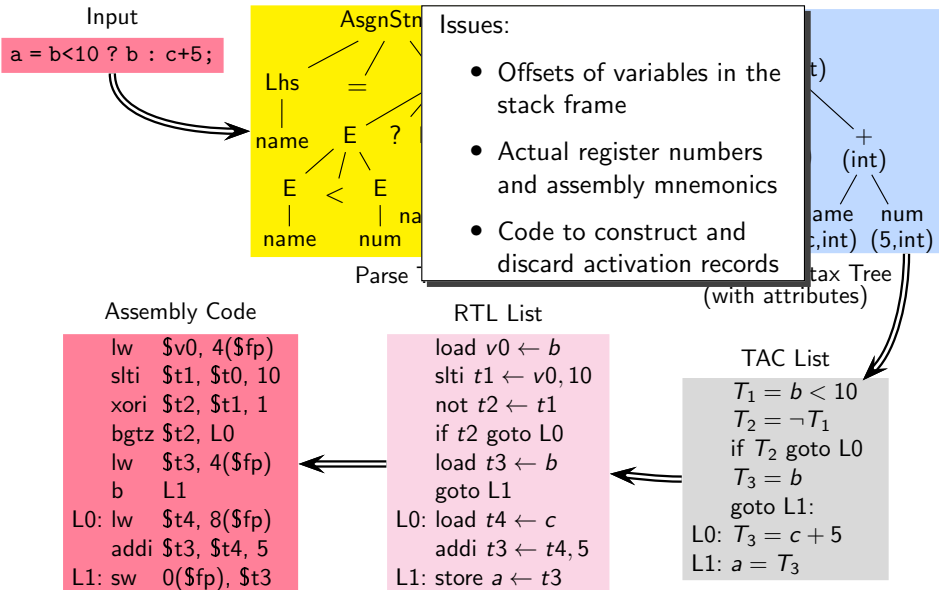 Input
a = b<10 ? b : c+5;
AsgnStm
Lhs =
name
E ?
E < E
name num
Parse
Issues:
• Offsets of variables in the
stack frame
• Actual register numbers
and assembly mnemonics
• Code to construct and
discard activation records
+
(int)
num
c,int) (5,int)
Tree
(with attributes)
Assembly Code
lw $v0, 4($fp)
slti $t1, $t0, 10
xori $t2, $t1, 1
bgtz $t2, L0
lw $t3, 4($fp)
b L1
L0: lw $t4, 8($fp)
addi $t3, $t4, 5
L1: sw 0($fp), $t3
RTL List
load v0 ← b
slti t1 ← v0, 10
not t2 ← t1
if t2 goto L0
load t3 ← b
goto L1
L0: load t4 ← c
addi t3 ← t4, 5
L1: store a ← t3
TAC List
T₁ = b < 10
T₂ = ¬T₁
if T₂ goto L0
T₃ = b
goto L1:
L0: T₃ = c + 5
L1: a = T₃